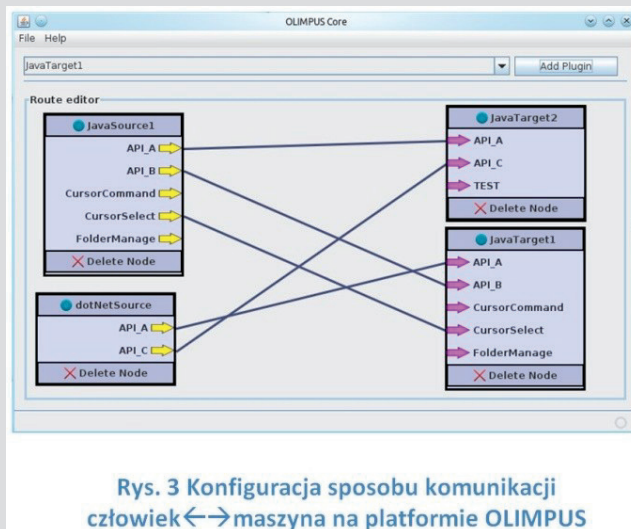 OLIMPUS Core
File Help
JavaTarget1
Add Plugin
Route editor
JavaSource1
API_A
API_B
CursorCommand
CursorSelect
FolderManage
Delete Node
dotNetSource
API_A
API_C
Delete Node
JavaTarget2
API_A
API_C
TEST
Delete Node
JavaTarget1
API_A
API_B
CursorCommand
CursorSelect
FolderManage
Delete Node
Rys. 3 Konfiguracja sposobu komunikacji
człowiek←→maszyna na platformie OLIMPUS